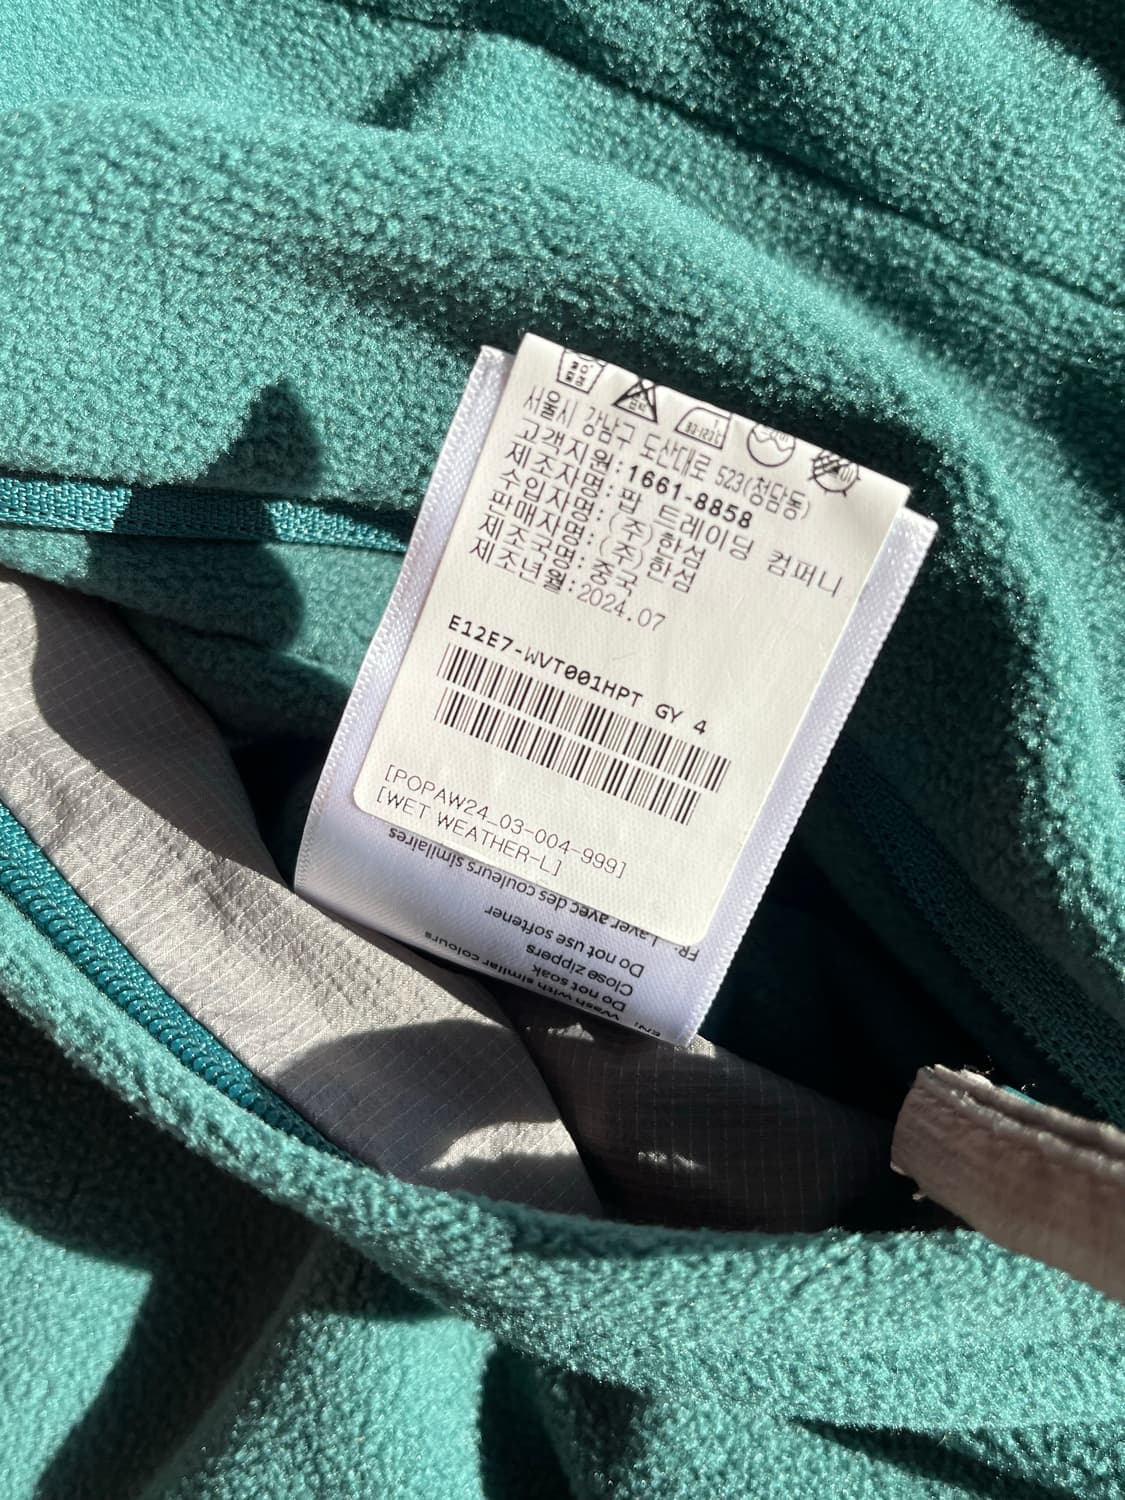 서울시 강남구 도산대로 523(청담동)
고객지원:1661-8858
제조자명: 팝 트레이딩 컴퍼니
수입자명:(주)한섬
판매자명:(주)한섬
제조국명:중국
제조년월:2024.07
E12E7-WVT001HPT GY 4
[POPAW24_03-004-999]
[WET WEATHER-L]
EN:
Wash with similar colours
Do not soak
Close zippers
Do not use softener
FR: Laver avec des couleurs similaires